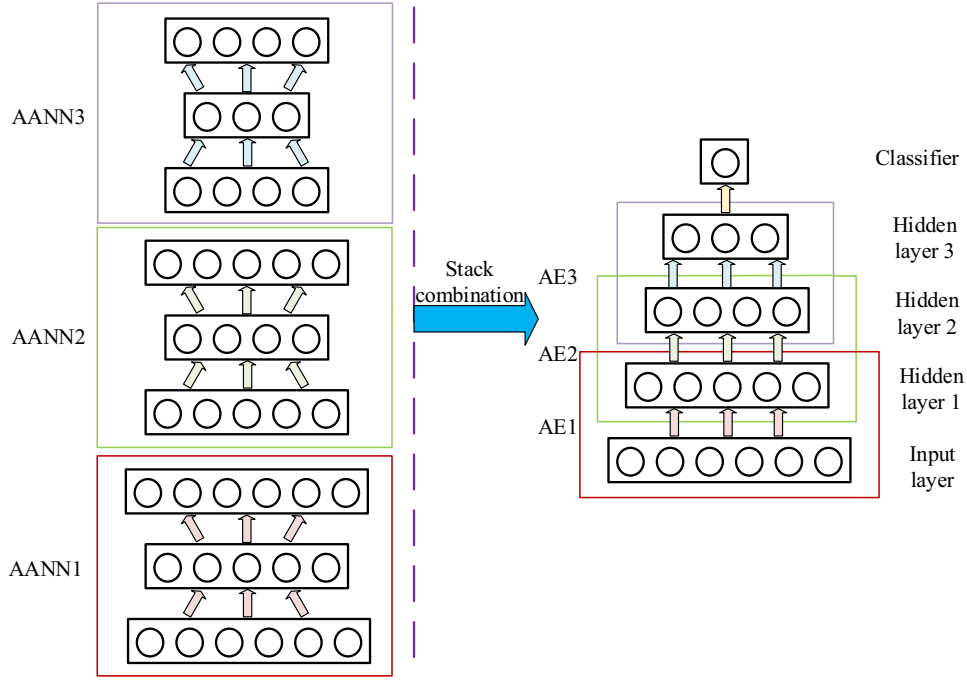 AANN3
AANN2
AANN1
Stack
combination
AE3
AE2
AE1
Classifier
Hidden
layer 3
Hidden
layer 2
Hidden
layer 1
Input
layer